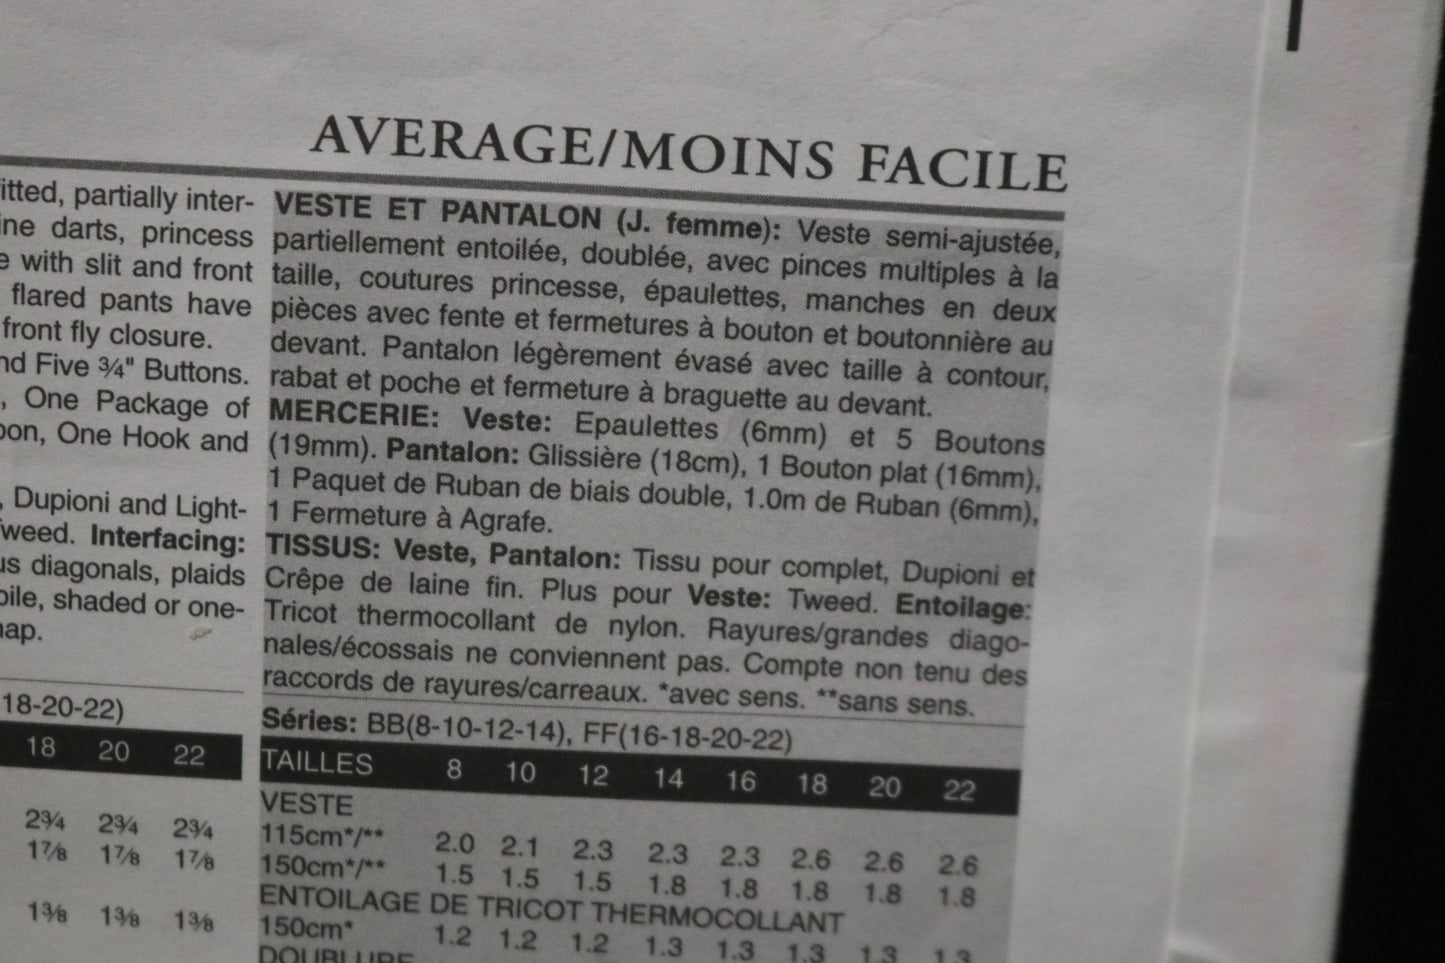 AVERAGE/MOINS FACILE
itted, partially inter-
ine darts, princess
e with slit and front
flared pants have
front fly closure.
nd Five ¾" Buttons.
, One Package of
on, One Hook and
, Dupioni and Light-
weed. Interfacing:
us diagonals, plaids
pile, shaded or one-
nap.
18-20-22)
18 20 22
2¾ 2¾ 2¾
1⅞ 1⅞ 1⅞
1⅜ 1⅜ 1⅜
VESTE ET PANTALON (J. femme): Veste semi-ajustée,
partiellement entoilée, doublée, avec pinces multiples à la
taille, coutures princesse, épaulettes, manches en deux
pièces avec fente et fermetures à bouton et boutonnière au
devant. Pantalon légèrement évasé avec taille à contour,
rabat et poche et fermeture à braguette au devant.
MERCERIE: Veste: Epaulettes (6mm) et 5 Boutons
(19mm). Pantalon: Glissière (18cm), 1 Bouton plat (16mm),
1 Paquet de Ruban de biais double, 1.0m de Ruban (6mm),
1 Fermeture à Agrafe.
TISSUS: Veste, Pantalon: Tissu pour complet, Dupioni et
Crêpe de laine fin. Plus pour Veste: Tweed. Entoilage:
Tricot thermocollant de nylon. Rayures/grandes diago-
nales/écossais ne conviennent pas. Compte non tenu des
raccords de rayures/carreaux. *avec sens. **sans sens.
Séries: BB(8-10-12-14), FF(16-18-20-22)
TAILLES 8 10 12 14 16 18 20 22
VESTE
115cm*/** 2.0 2.1 2.3 2.3 2.3 2.6 2.6 2.6
150cm*/** 1.5 1.5 1.5 1.8 1.8 1.8 1.8 1.8
ENTOILAGE DE TRICOT THERMOCOLLANT
150cm* 1.2 1.2 1.2 1.3 1.3 1.3 1.3 1.3
DOUBLURE